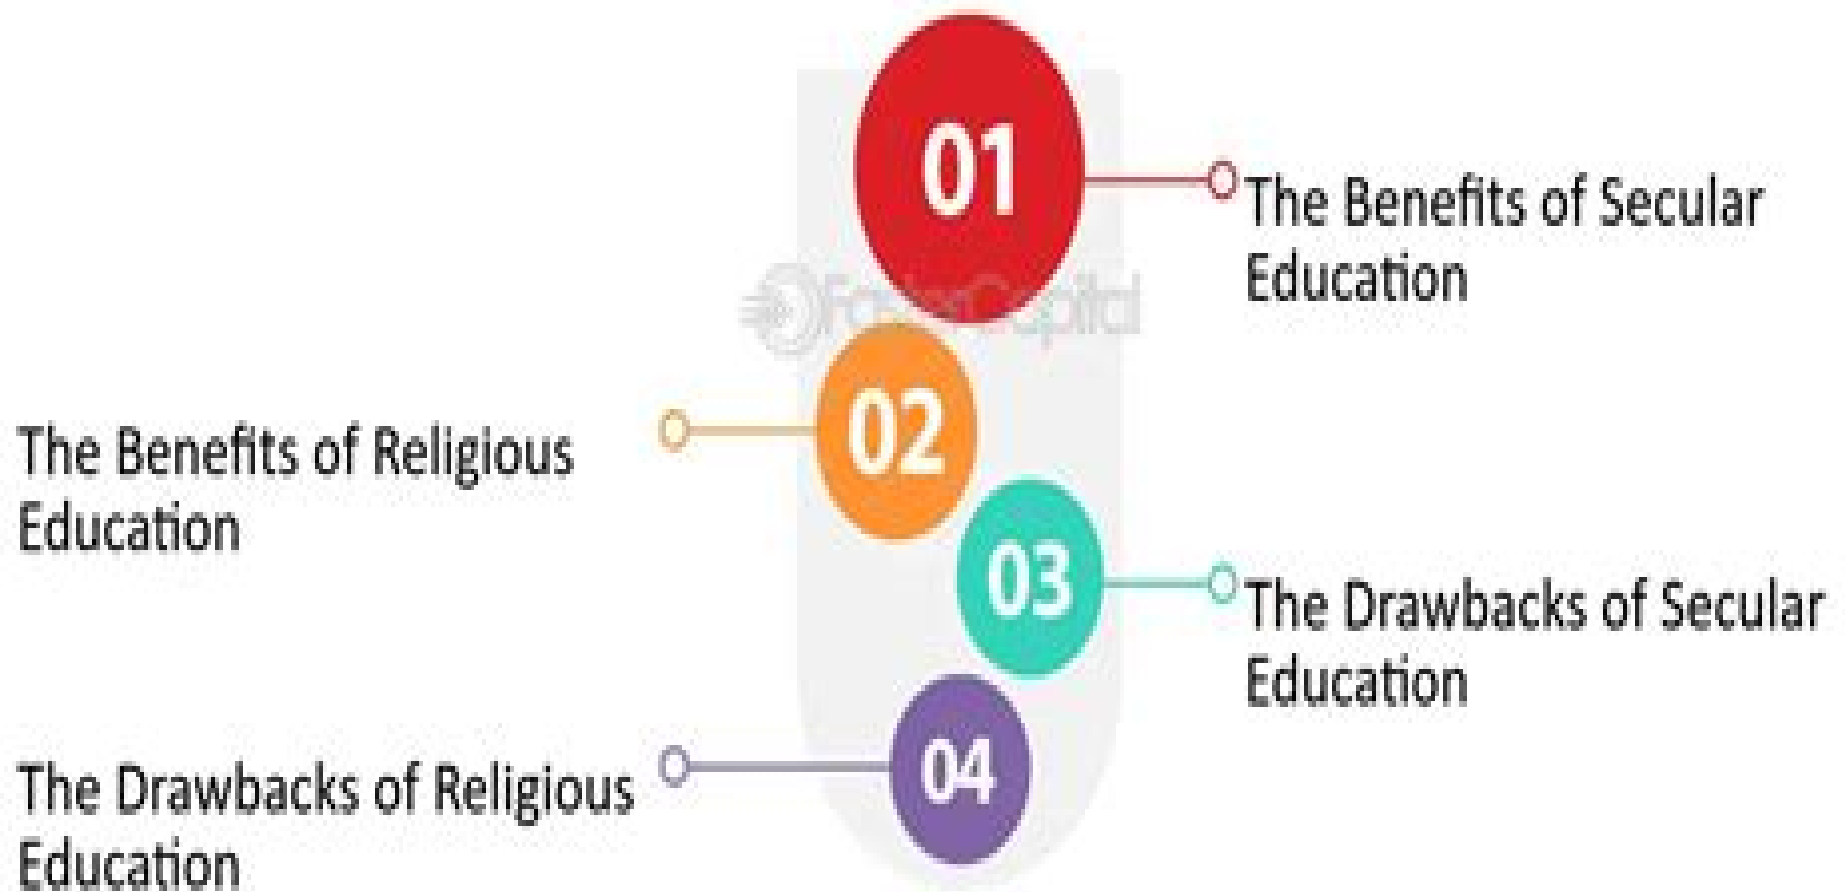 01
The Benefits of Secular
Education
FasterCapital
02
The Benefits of Religious
Education
03
The Drawbacks of Secular
Education
04
The Drawbacks of Religious
Education